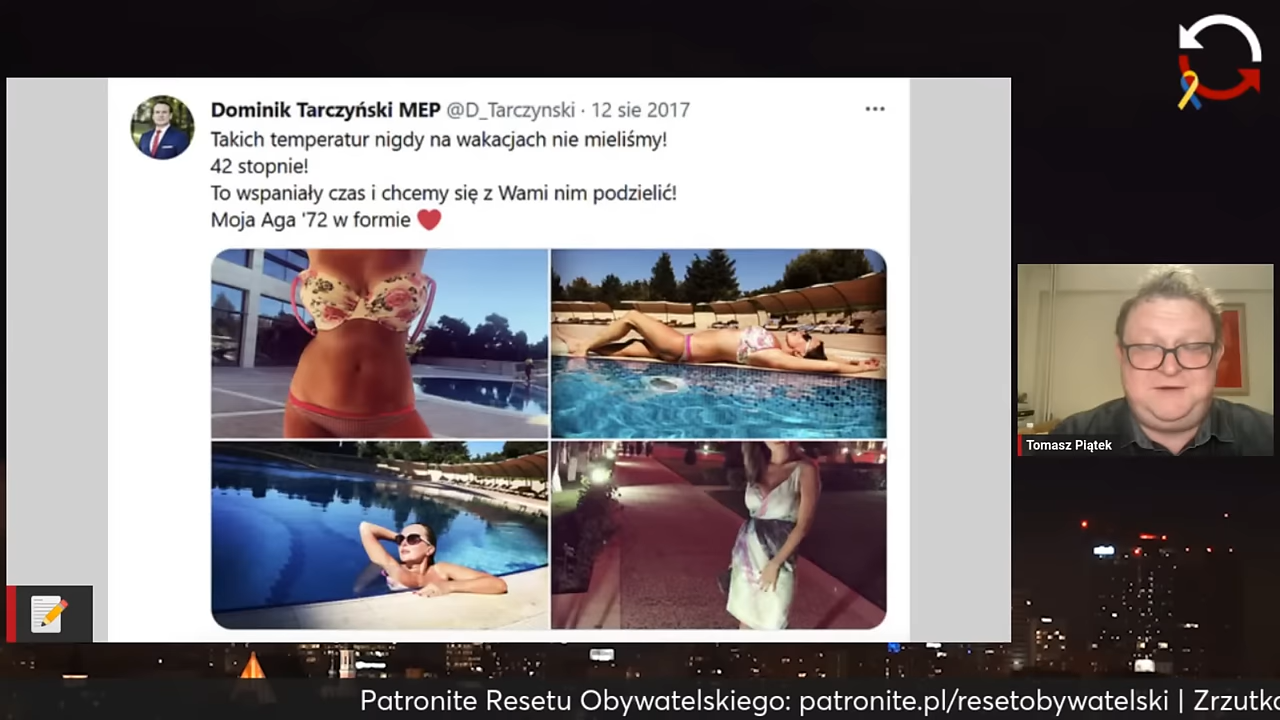 Dominik Tarczyński MEP @D_Tarczynski · 12 sie 2017
Takich temperatur nigdy na wakacjach nie mieliśmy!
42 stopnie!
To wspaniały czas i chcemy się z Wami nim podzielić!
Moja Aga '72 w formie ❤️
Tomasz Piątek
Patronite Resetu Obywatelskiego: patronite.pl/resetobywatelski | Zrzutk